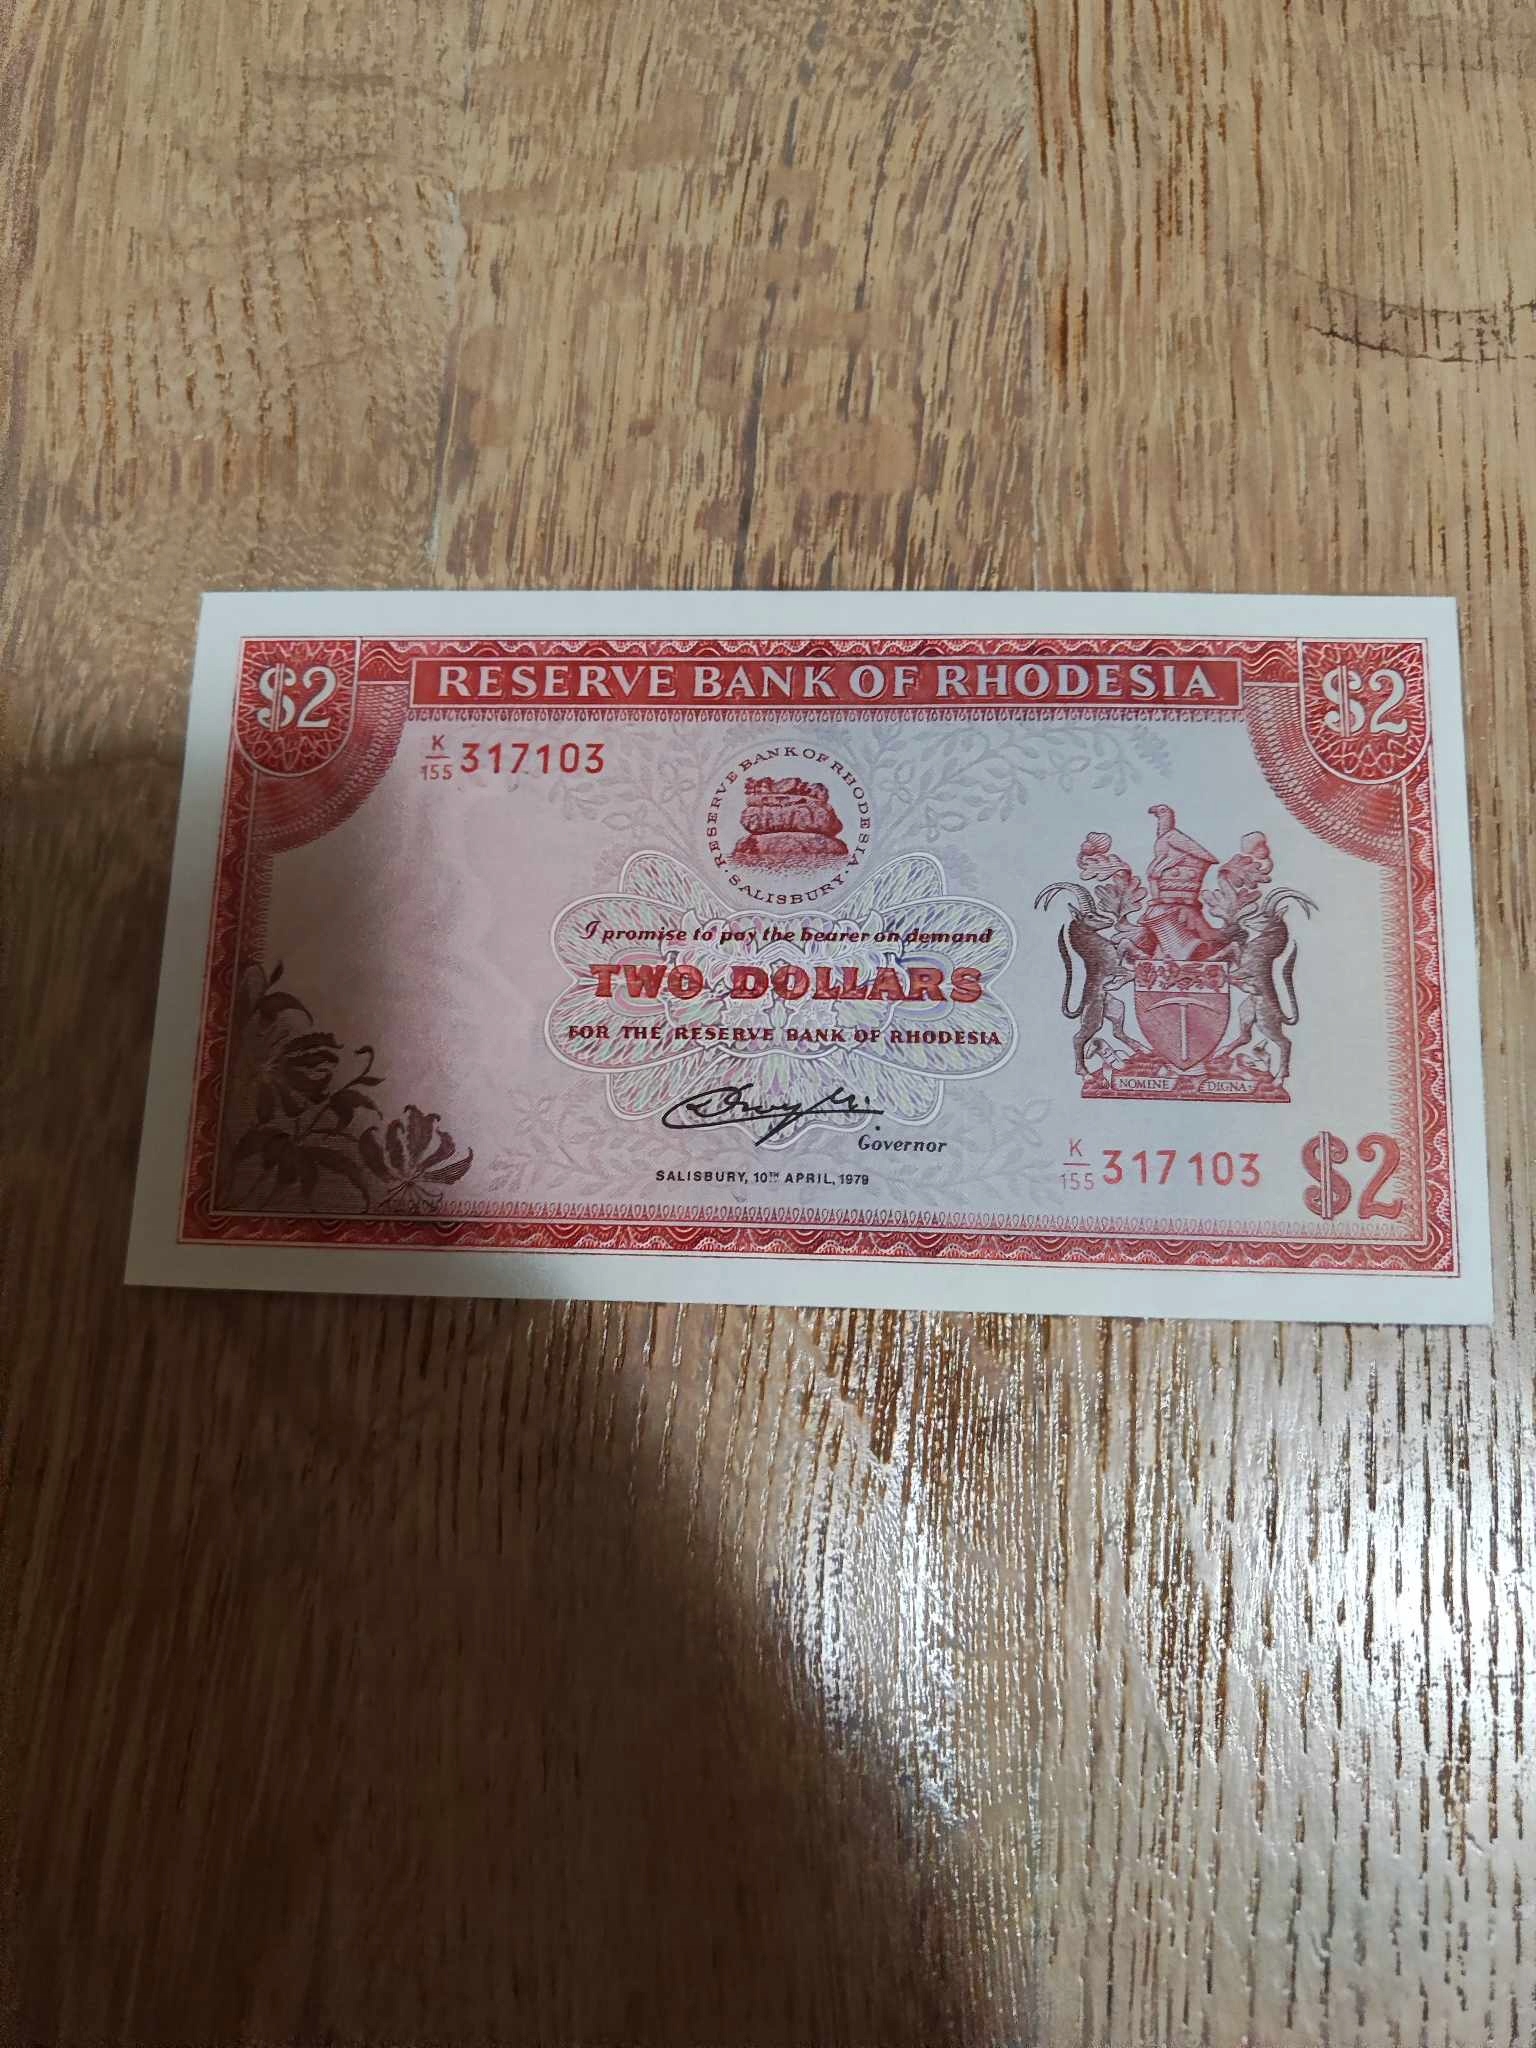 RESERVE BANK OF RHODESIA
$2
$2
K/155 317103
RESERVE BANK OF RHODESIA
· SALISBURY ·
I promise to pay the bearer on demand
TWO DOLLARS
FOR THE RESERVE BANK OF RHODESIA
Governor
SALISBURY, 10TH APRIL, 1979
NOMINE DIGNA
K/155 317103
$2